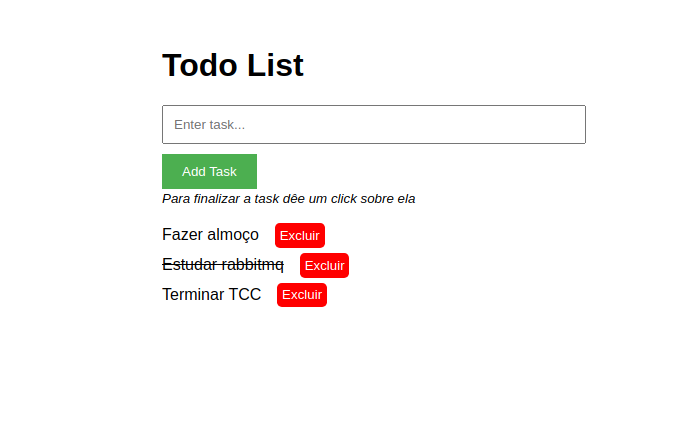 Todo List
Enter task...
Add Task
Para finalizar a task dêe um click sobre ela
Fazer almoço Excluir
Estudar rabbitmq Excluir
Terminar TCC Excluir